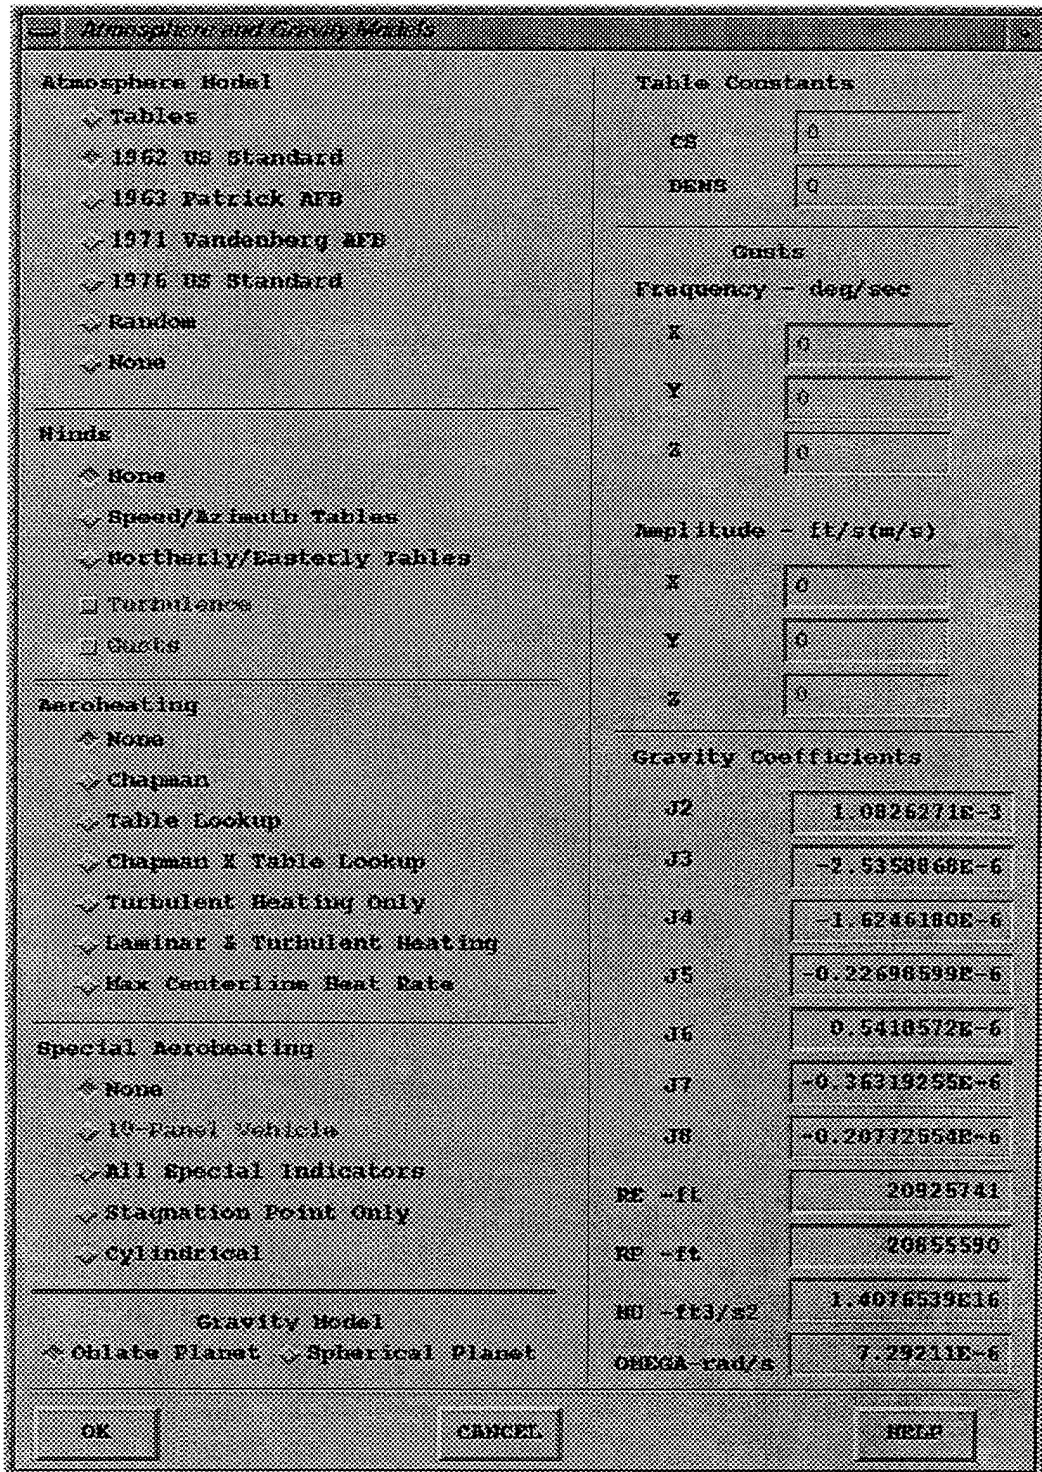 Atmosphere and Gravity Models
Atmosphere Model
Tables
1962 US Standard
1963 Patrick AFB
1971 Vandenberg AFB
1976 US Standard
Random
None
Winds
None
Speed/Azimuth Tables
Northerly/Easterly Tables
Turbulence
Gusts
Aeroheating
None
Chapman
Table Lookup
Chapman X Table Lookup
Turbulent Heating Only
Laminar & Turbulent Heating
Max Centerline Heat Rate
Special Aeroheating
None
10-Panel Vehicle
All Special Indicators
Stagnation Point Only
Cylindrical
Gravity Model
Oblate Planet Spherical Planet
Table Constants
CS 0
DENS 0
Gusts
Frequency - deg/sec
X 0
Y 0
Z 0
Amplitude - ft/s(m/s)
X 0
Y 0
Z 0
Gravity Coefficients
J2 1.0826271E-3
J3 -2.5358868E-6
J4 -1.6246180E-6
J5 -0.22698599E-6
J6 0.5418572E-6
J7 -0.36319255E-6
J8 -0.20772554E-6
RE -ft 20925741
RP -ft 20855590
MU -ft3/s2 1.4076539E16
OMEGA-rad/s 7.29211E-6
OK CANCEL HELP